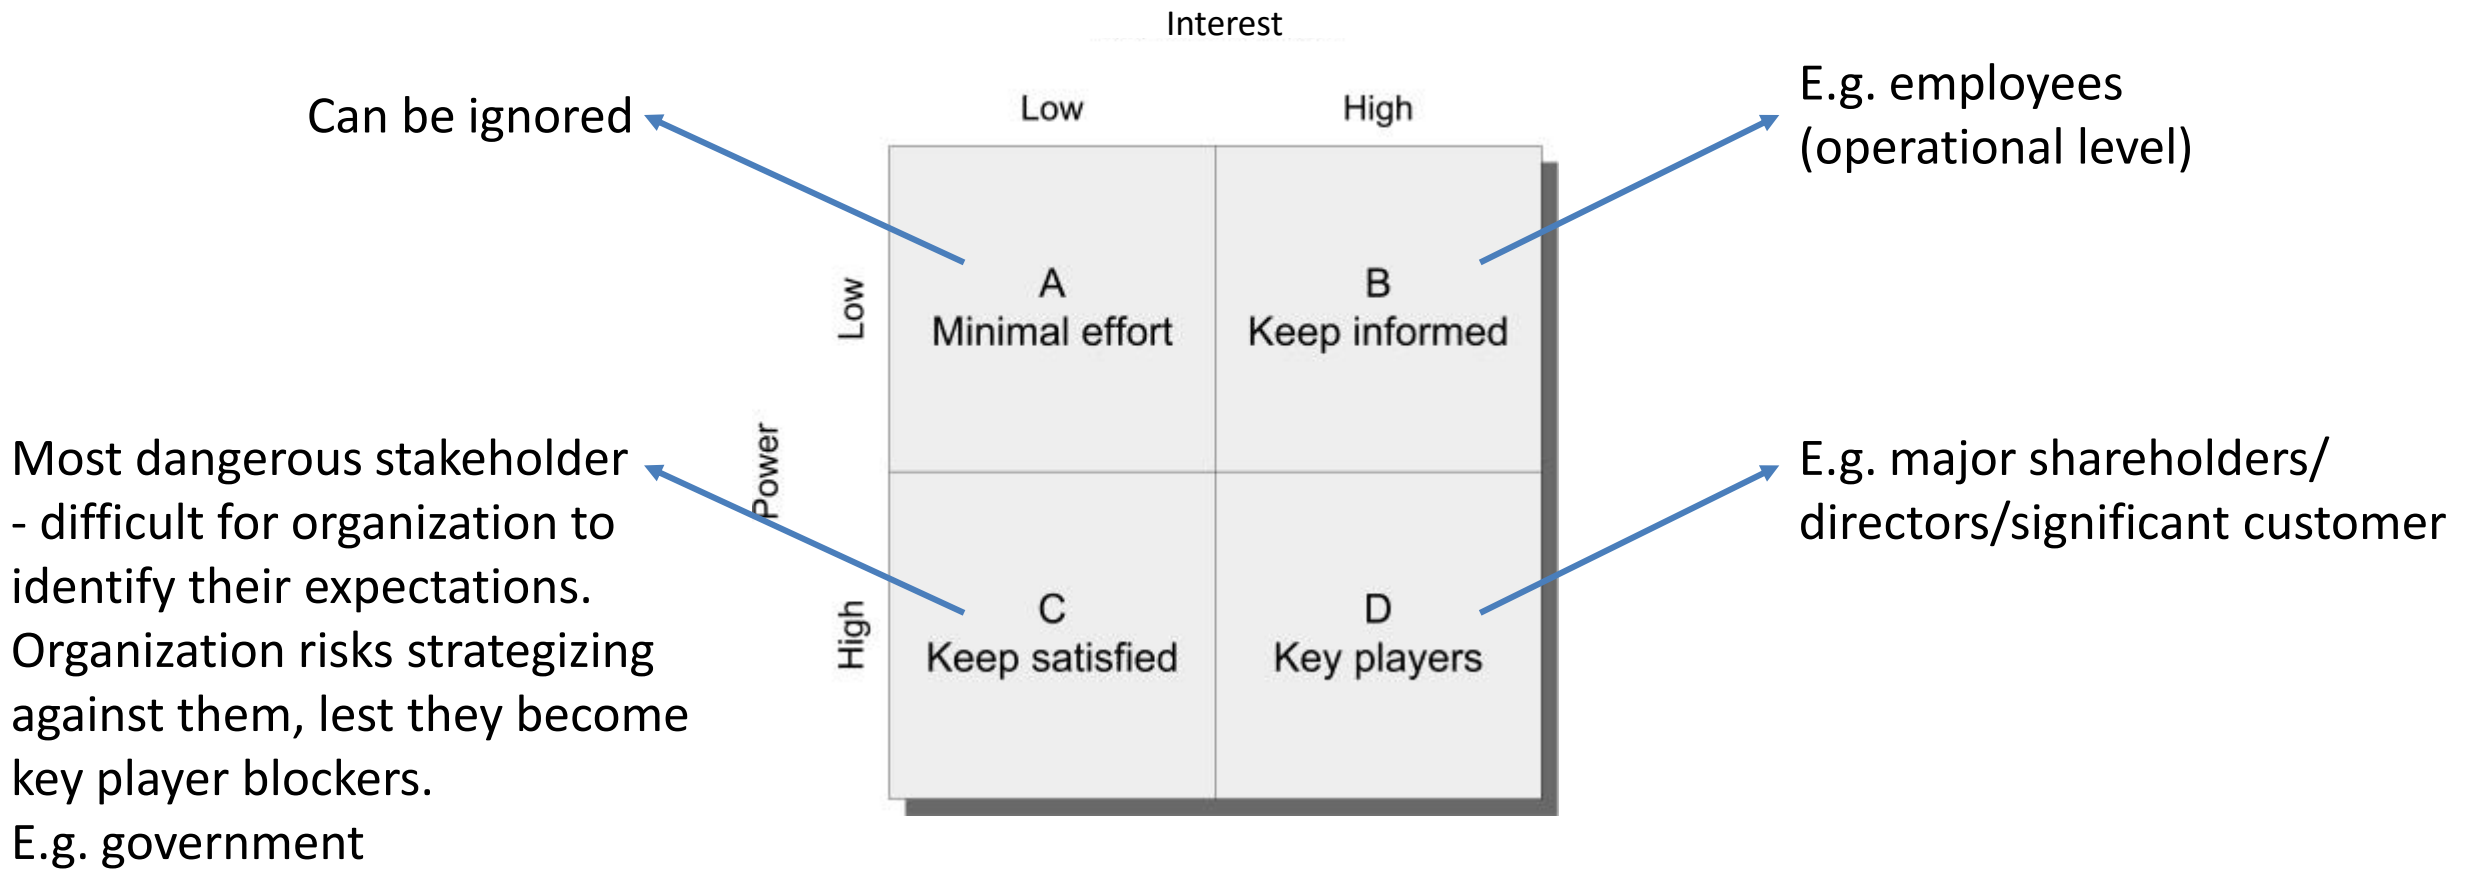 Interest
Low
High
Can be ignored
E.g. employees
(operational level)
Low
A
Minimal effort
B
Keep informed
Power
Most dangerous stakeholder
- difficult for organization to
identify their expectations.
Organization risks strategizing
against them, lest they become
key player blockers.
E.g. government
High
C
Keep satisfied
D
Key players
E.g. major shareholders/
directors/significant customer